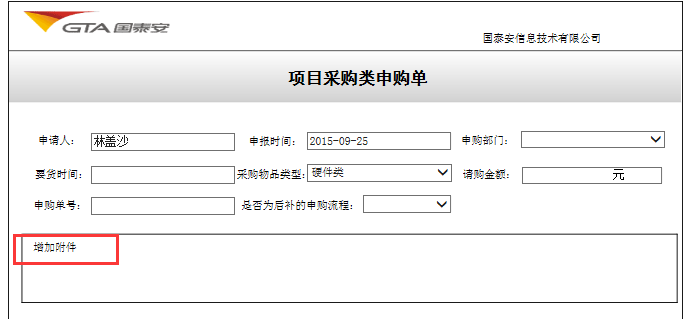 GTA 国泰安
国泰安信息技术有限公司
项目采购类申购单
申请人： 林盖沙 申报时间： 2015-09-25 申购部门：
要货时间： 采购物品类型： 硬件类 请购金额： 元
申购单号： 是否为后补的申购流程：
增加附件